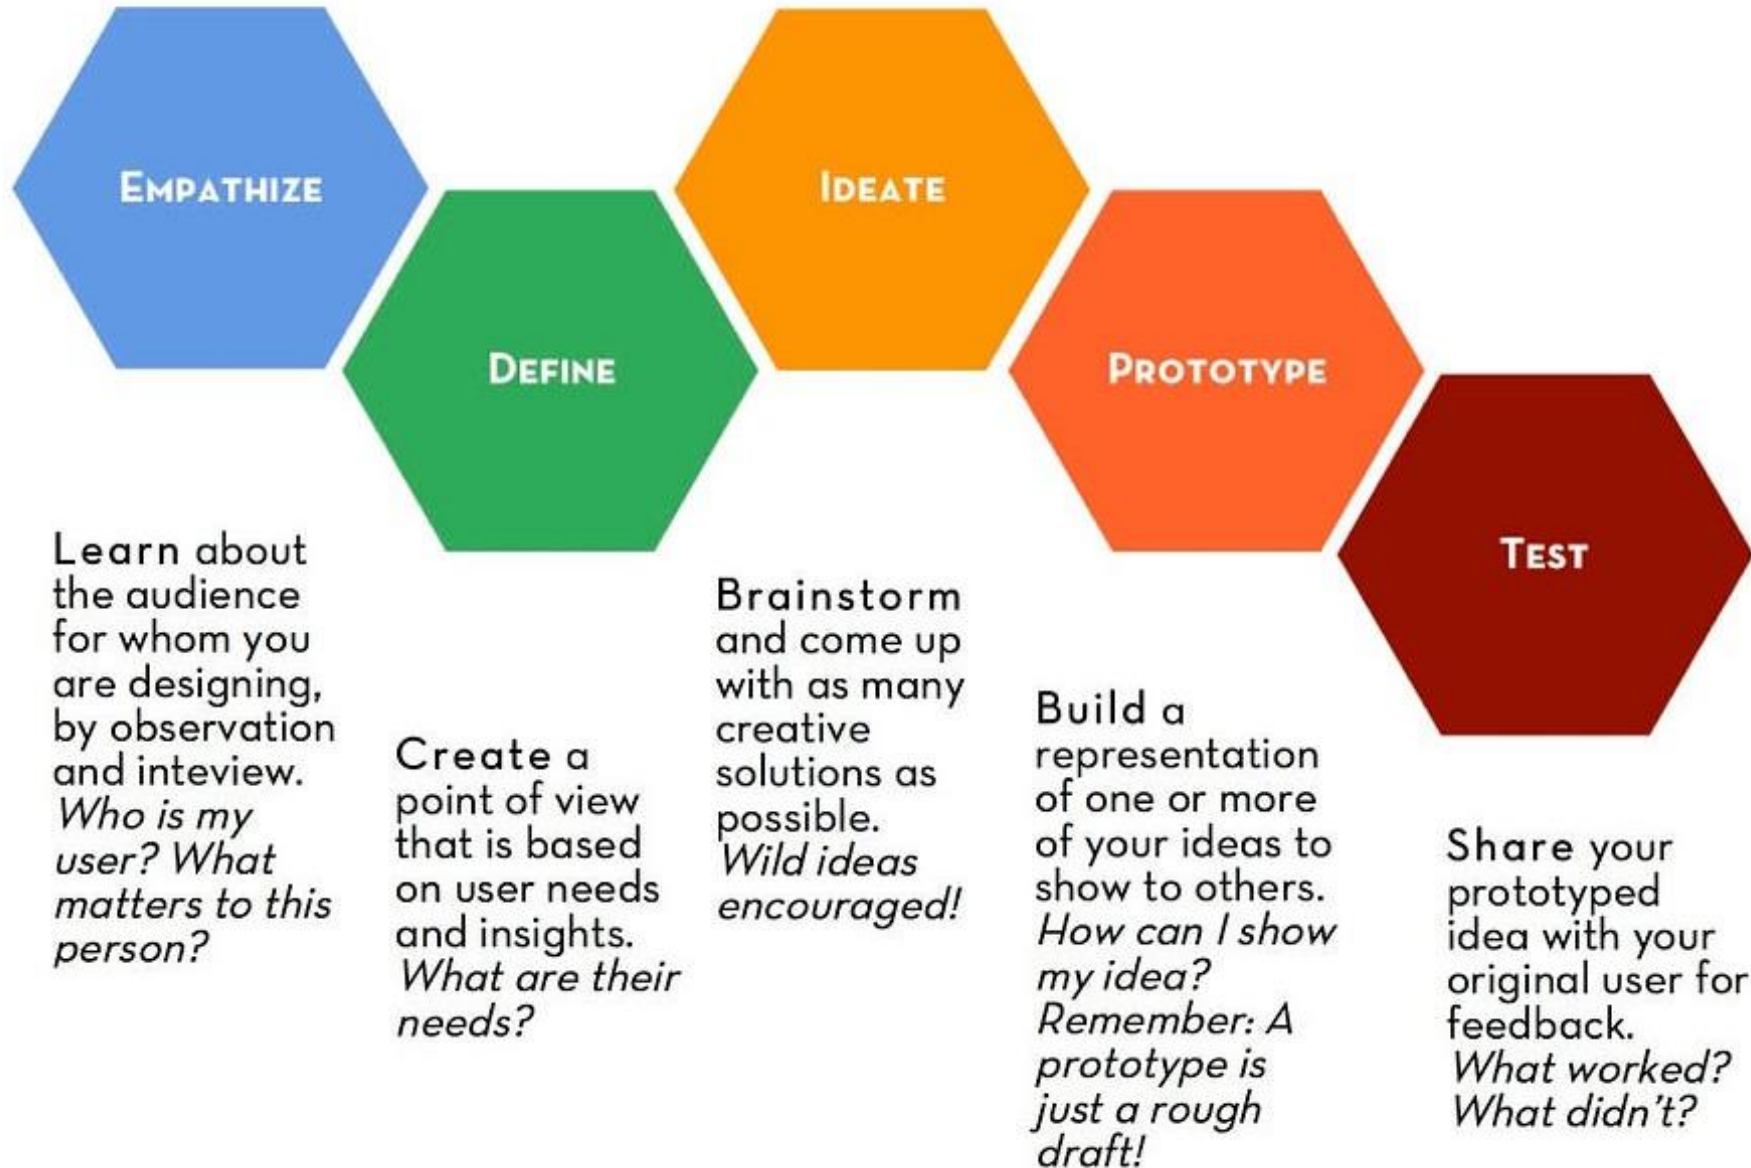 EMPATHIZE
DEFINE
IDEATE
PROTOTYPE
TEST
Learn about
the audience
for whom you
are designing,
by observation
and inteview.
Who is my
user? What
matters to this
person?
Create a
point of view
that is based
on user needs
and insights.
What are their
needs?
Brainstorm
and come up
with as many
creative
solutions as
possible.
Wild ideas
encouraged!
Build a
representation
of one or more
of your ideas to
show to others.
How can I show
my idea?
Remember: A
prototype is
just a rough
draft!
Share your
prototyped
idea with your
original user for
feedback.
What worked?
What didn't?